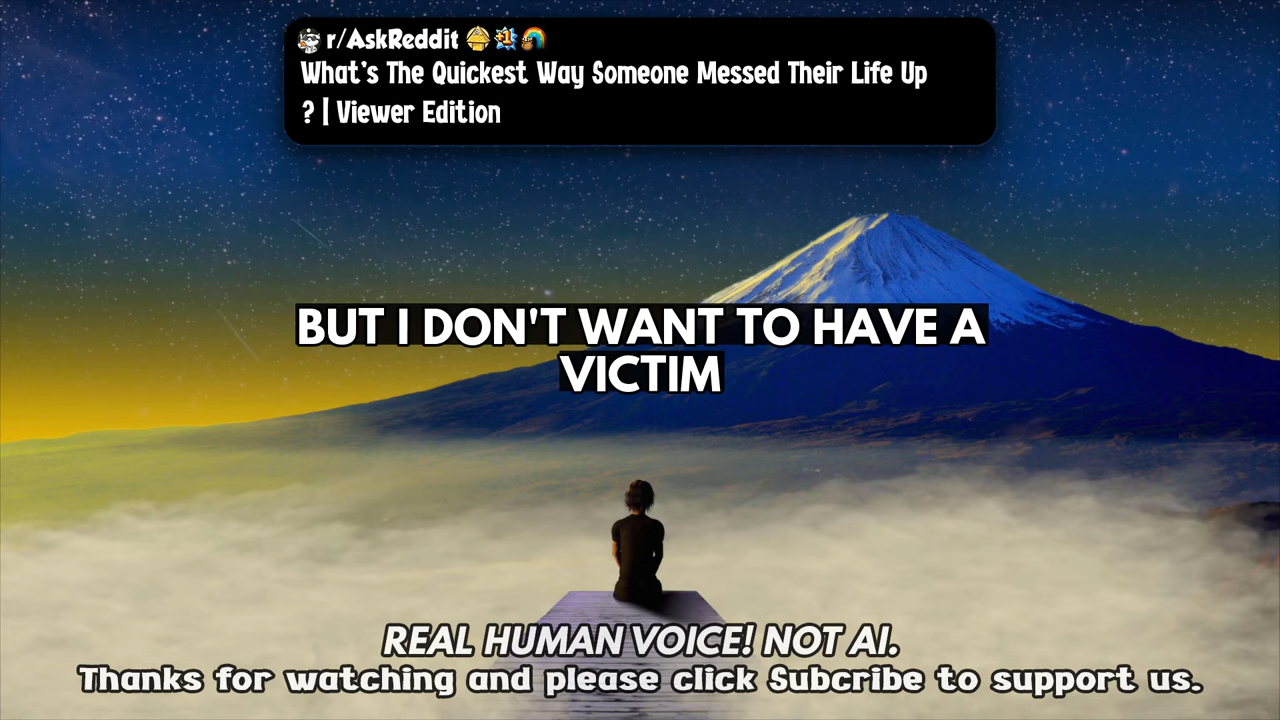 r/AskReddit
What's The Quickest Way Someone Messed Their Life Up
? | Viewer Edition
BUT I DON'T WANT TO HAVE A
VICTIM
REAL HUMAN VOICE! NOT AI.
Thanks for watching and please click Subcribe to support us.